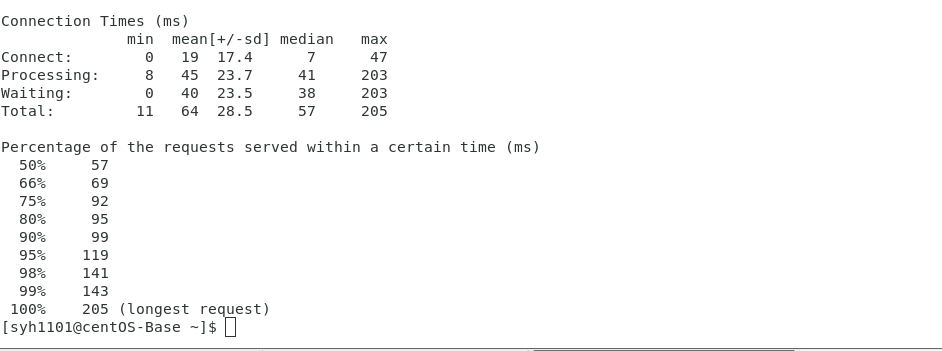 Connection Times (ms)
              min  mean[+/-sd] median   max
Connect:        0   19  17.4      7      47
Processing:     8   45  23.7     41     203
Waiting:        0   40  23.5     38     203
Total:         11   64  28.5     57     205
Percentage of the requests served within a certain time (ms)
  50%     57
  66%     69
  75%     92
  80%     95
  90%     99
  95%    119
  98%    141
  99%    143
 100%    205 (longest request)
[syh1101@centOS-Base ~]$